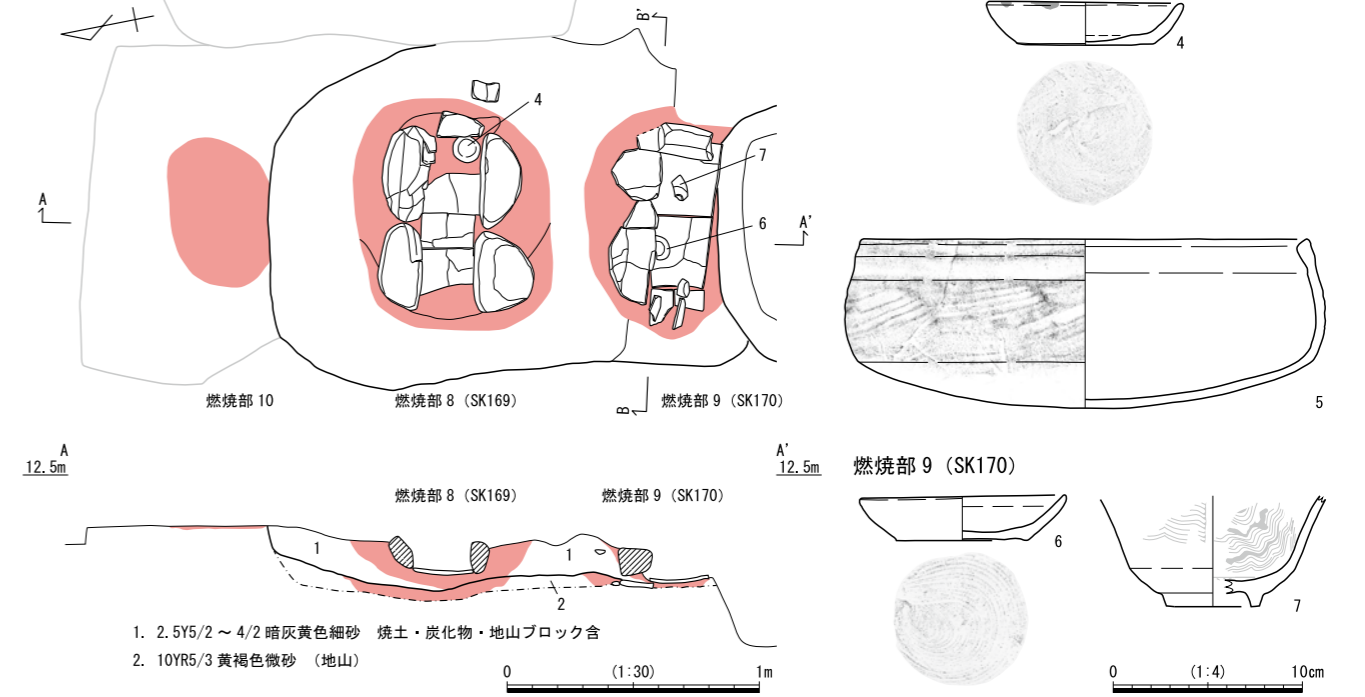 B'
4
4
7
A
6
A'
燃焼部 10
燃焼部 8（SK169）
B
燃焼部 9（SK170）
5
A
12.5m
A'
12.5m
燃焼部 9（SK170）
燃焼部 8（SK169）
燃焼部 9（SK170）
1
1
2
6
7
1. 2.5Y5/2 ～ 4/2 暗灰黄色細砂　焼土・炭化物・地山ブロック含
2. 10YR5/3 黄褐色微砂 （地山）
0 (1:30) 1m
0 (1:4) 10cm